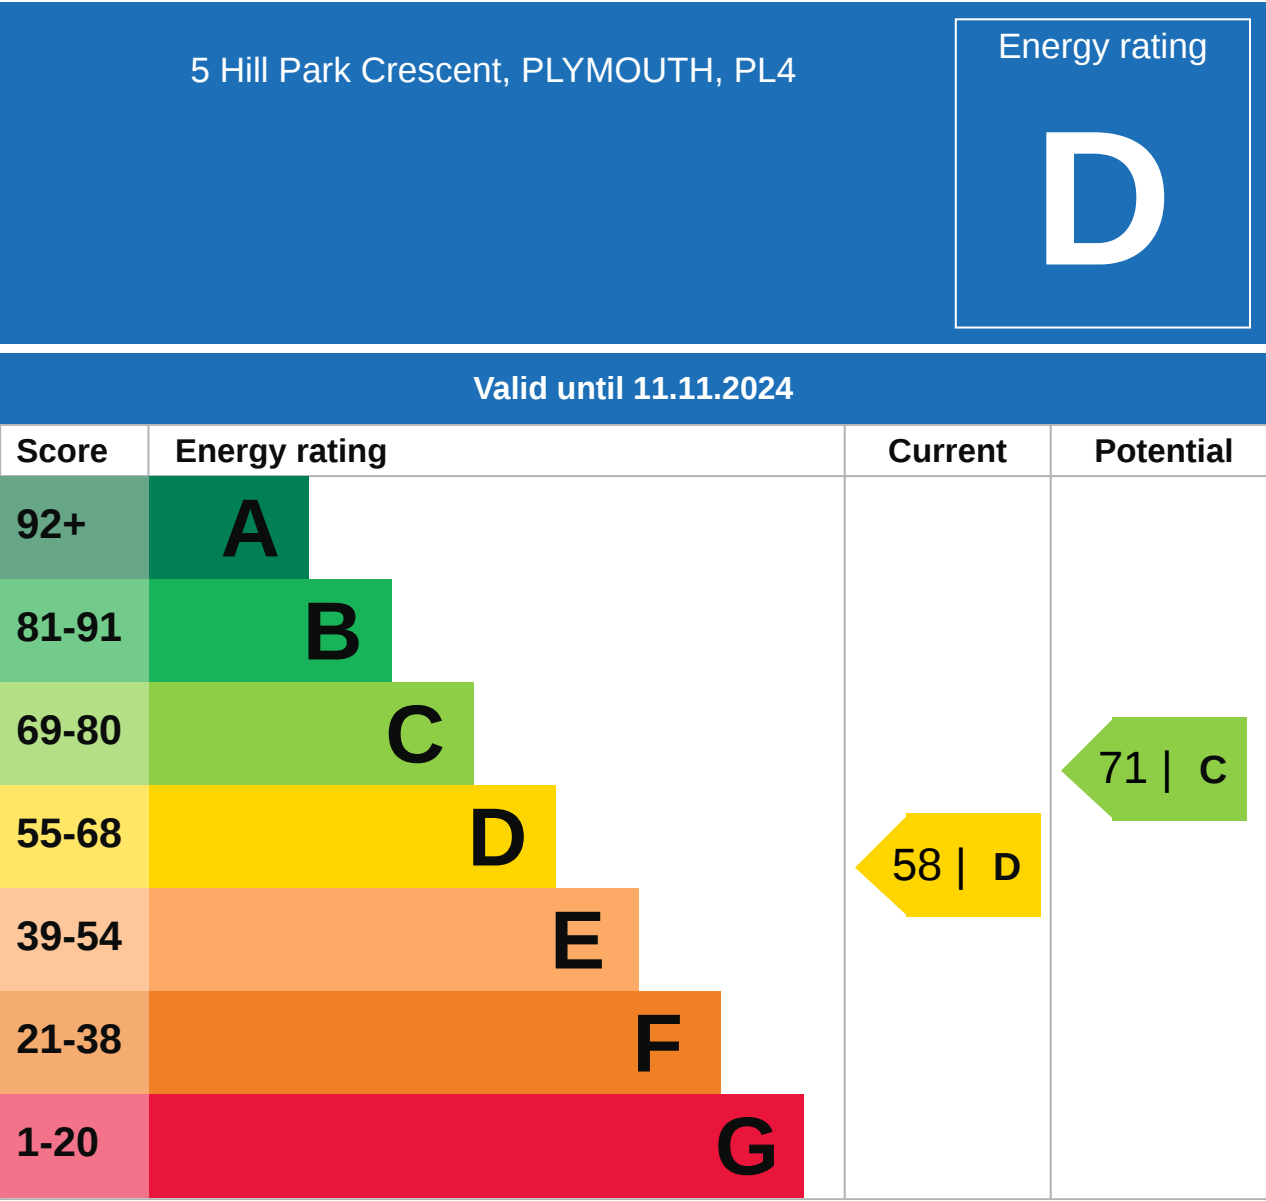 5 Hill Park Crescent, PLYMOUTH, PL4
Energy rating
D
Valid until 11.11.2024
Score Energy rating Current Potential
92+ A
81-91 B
69-80 C
71 | C
55-68 D
58 | D
39-54 E
21-38 F
1-20 G